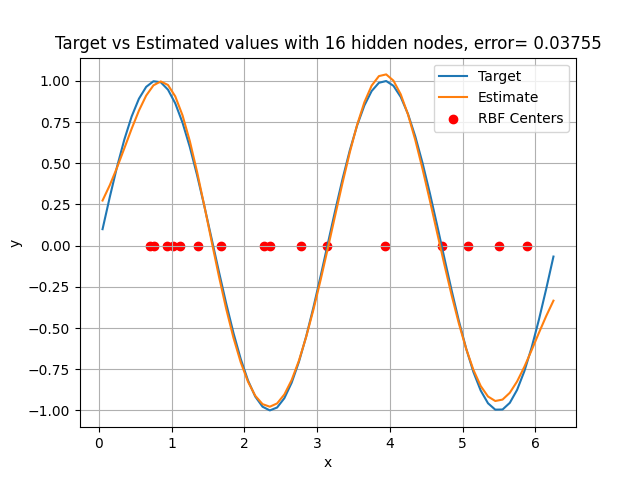 Target vs Estimated values with 16 hidden nodes, error= 0.03755
Target
Estimate
RBF Centers
1.00
0.75
0.50
0.25
0.00
−0.25
−0.50
−0.75
−1.00
y
0 1 2 3 4 5 6
x